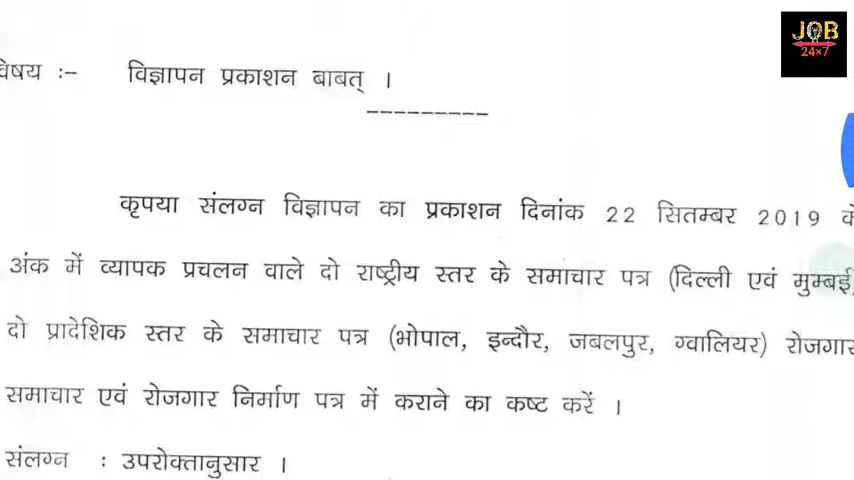 JOB
24×7
विषय :- विज्ञापन प्रकाशन बाबत् ।
----------
कृपया संलग्न विज्ञापन का प्रकाशन दिनांक 22 सितम्बर 2019 के
अंक में व्यापक प्रचलन वाले दो राष्ट्रीय स्तर के समाचार पत्र (दिल्ली एवं मुम्बई)
दो प्रादेशिक स्तर के समाचार पत्र (भोपाल, इन्दौर, जबलपुर, ग्वालियर) रोजगार
समाचार एवं रोजगार निर्माण पत्र में कराने का कष्ट करें ।
संलग्न : उपरोक्तानुसार ।